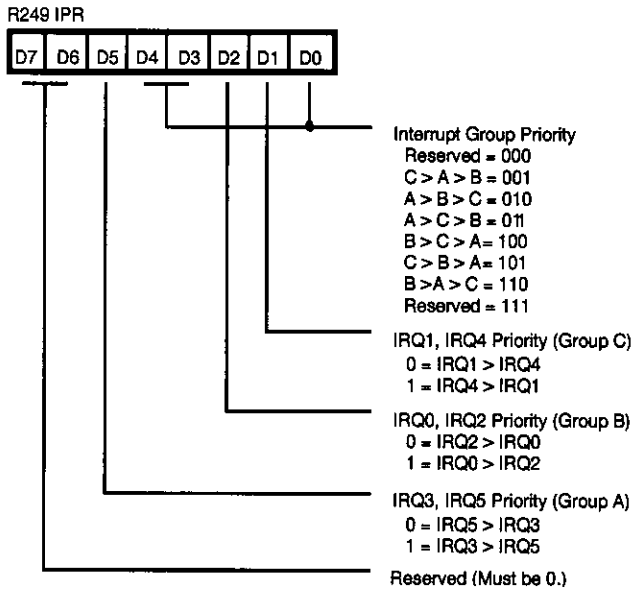 R249 IPR
D7 D6 D5 D4 D3 D2 D1 D0
Interrupt Group Priority
Reserved = 000
C > A > B = 001
A > B > C = 010
A > C > B = 011
B > C > A = 100
C > B > A = 101
B > A > C = 110
Reserved = 111
IRQ1, IRQ4 Priority (Group C)
0 = IRQ1 > IRQ4
1 = IRQ4 > IRQ1
IRQ0, IRQ2 Priority (Group B)
0 = IRQ2 > IRQ0
1 = IRQ0 > IRQ2
IRQ3, IRQ5 Priority (Group A)
0 = IRQ5 > IRQ3
1 = IRQ3 > IRQ5
Reserved (Must be 0.)